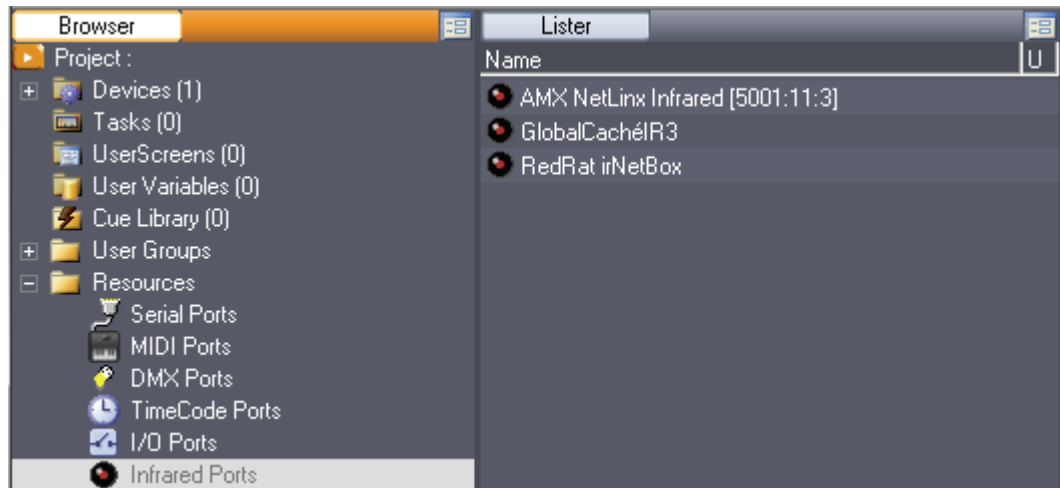 Browser
Project :
Devices (1)
Tasks (0)
UserScreens (0)
User Variables (0)
Cue Library (0)
User Groups
Resources
Serial Ports
MIDI Ports
DMX Ports
TimeCode Ports
I/O Ports
Infrared Ports
Lister
Name U
AMX NetLinx Infrared [5001:11:3]
GlobalCachéIR3
RedRat irNetBox